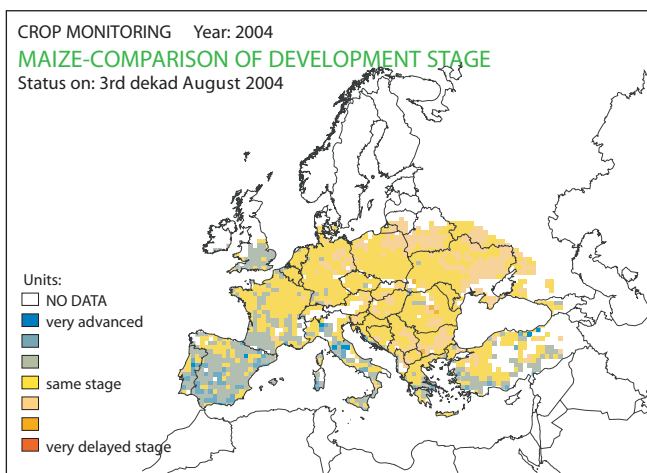 CROP MONITORING Year: 2004
MAIZE-COMPARISON OF DEVELOPMENT STAGE
Status on: 3rd dekad August 2004
Units:
NO DATA
very advanced
same stage
very delayed stage